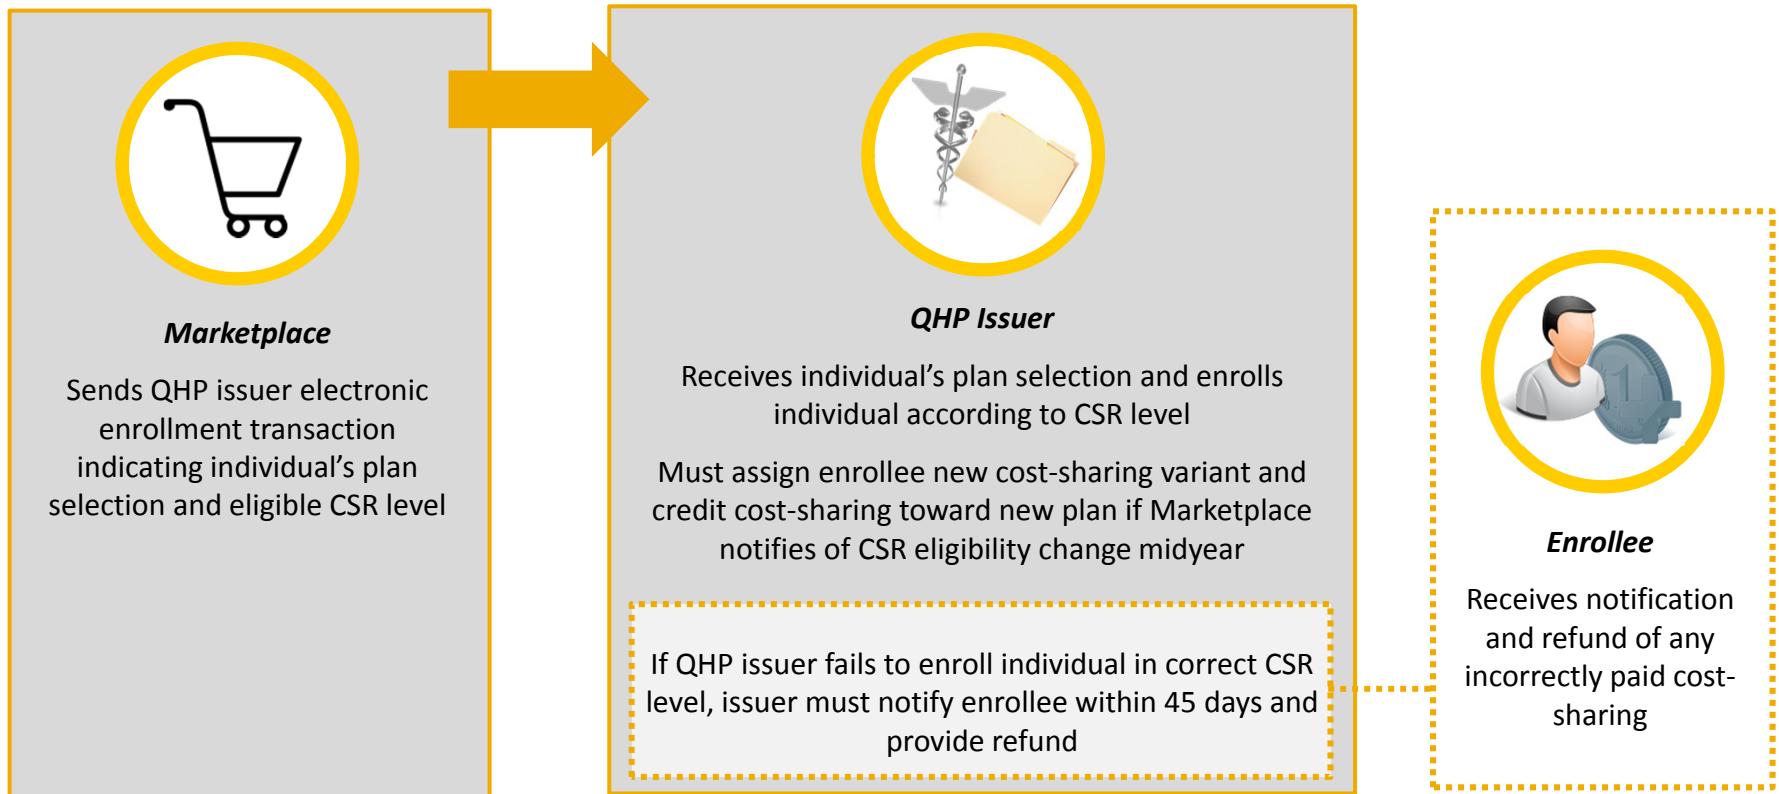 Marketplace
Sends QHP issuer electronic
enrollment transaction
indicating individual’s plan
selection and eligible CSR level
QHP Issuer
Receives individual’s plan selection and enrolls
individual according to CSR level
Must assign enrollee new cost-sharing variant and
credit cost-sharing toward new plan if Marketplace
notifies of CSR eligibility change midyear
If QHP issuer fails to enroll individual in correct CSR
level, issuer must notify enrollee within 45 days and
provide refund
Enrollee
Receives notification
and refund of any
incorrectly paid cost-
sharing